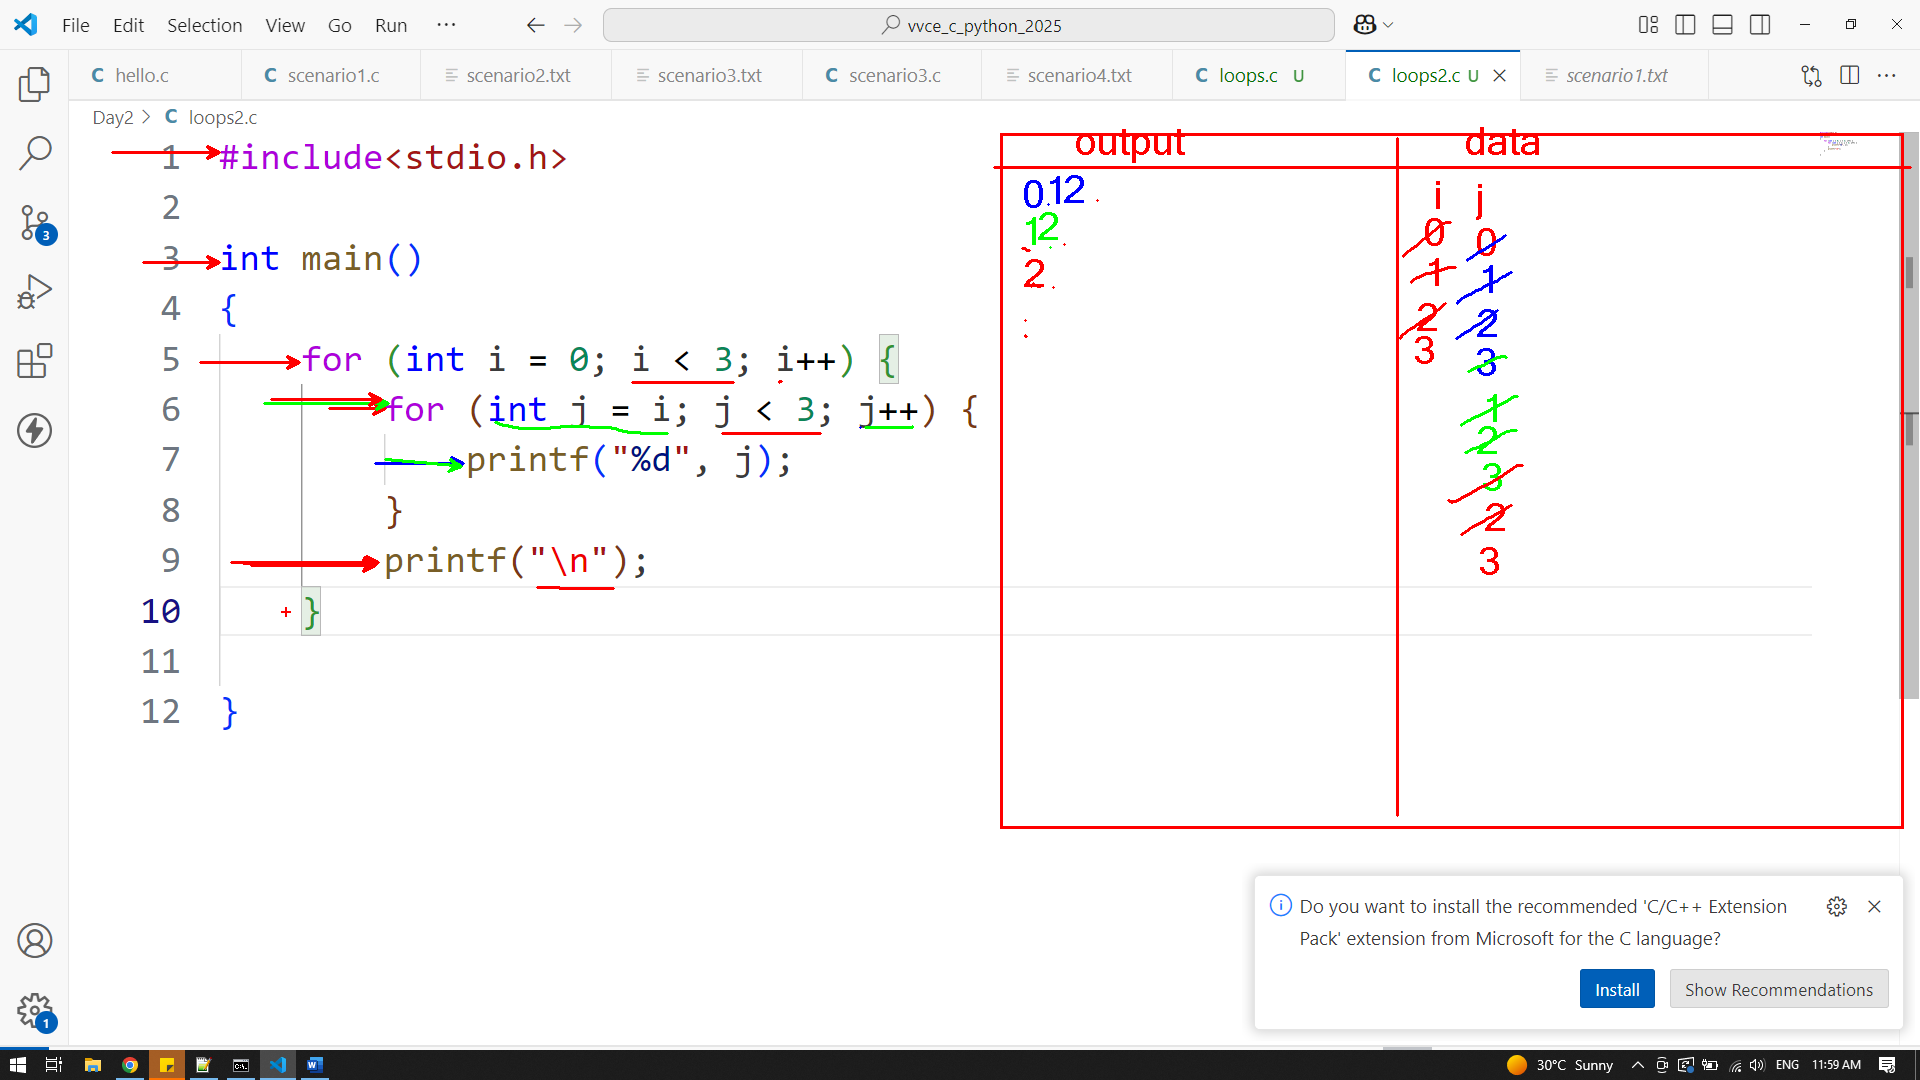 File Edit Selection View Go Run ···
vvce_c_python_2025
C hello.c
C scenario1.c
scenario2.txt
scenario3.txt
C scenario3.c
scenario4.txt
C loops.c U
C loops2.c U
scenario1.txt
Day2 > C loops2.c
1 #include<stdio.h>
2
3 int main()
4 {
5 for (int i = 0; i < 3; i++) {
6 for (int j = i; j < 3; j++) {
7 printf("%d", j);
8 }
9 printf("\n");
10 }
11
12 }
output data
012
12
2
i j
0 0
1 1
2 2
3 3
1
2
3
2
3
3
1
Do you want to install the recommended 'C/C++ Extension
Pack' extension from Microsoft for the C language?
Install Show Recommendations
30°C Sunny ENG 11:59 AM